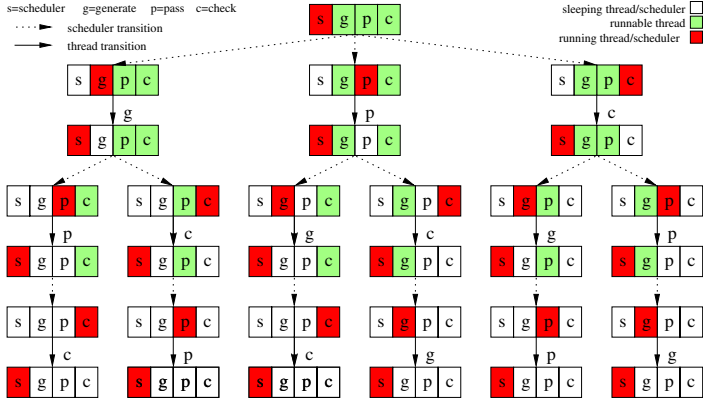 s=scheduler g=generate p=pass c=check
scheduler transition
thread transition
sleeping thread/scheduler
runnable thread
running thread/scheduler
s g p c
s g p c s g p c s g p c
g p c
s g p c s g p c s g p c
s g p c s g p c s g p c s g p c s g p c s g p c
p c g c g p
s g p c s g p c s g p c s g p c s g p c s g p c
s g p c s g p c s g p c s g p c s g p c s g p c
c p c g p g
s g p c s g p c s g p c s g p c s g p c s g p c